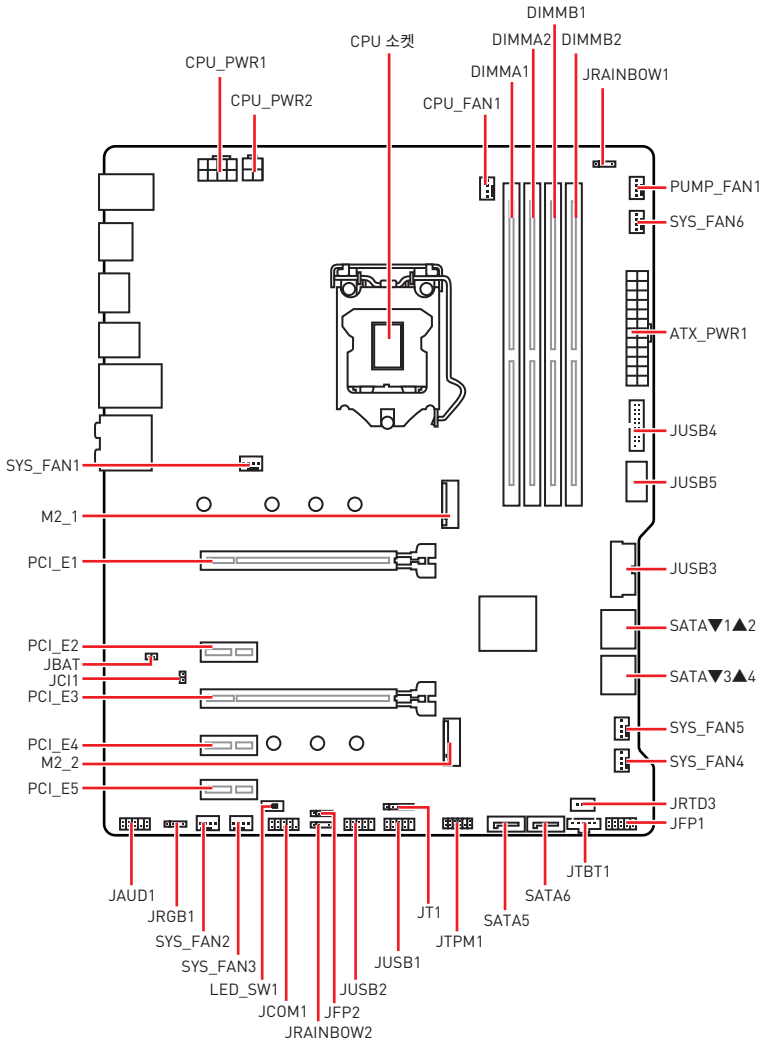 DIMMB1
CPU 소켓
DIMMA2
DIMMB2
CPU_PWR1
DIMMA1
JRAINBOW1
CPU_PWR2
CPU_FAN1
PUMP_FAN1
SYS_FAN6
ATX_PWR1
JUSB4
SYS_FAN1
JUSB5
M2_1
PCI_E1
JUSB3
SATA▼1▲2
PCI_E2
JBAT
JCI1
SATA▼3▲4
PCI_E3
SYS_FAN5
PCI_E4
M2_2
SYS_FAN4
PCI_E5
JRTD3
JFP1
JTBT1
JAUD1
JT1
SATA6
JRGB1
SATA5
SYS_FAN2
JTPM1
SYS_FAN3
JUSB1
LED_SW1
JUSB2
JCOM1
JFP2
JRAINBOW2